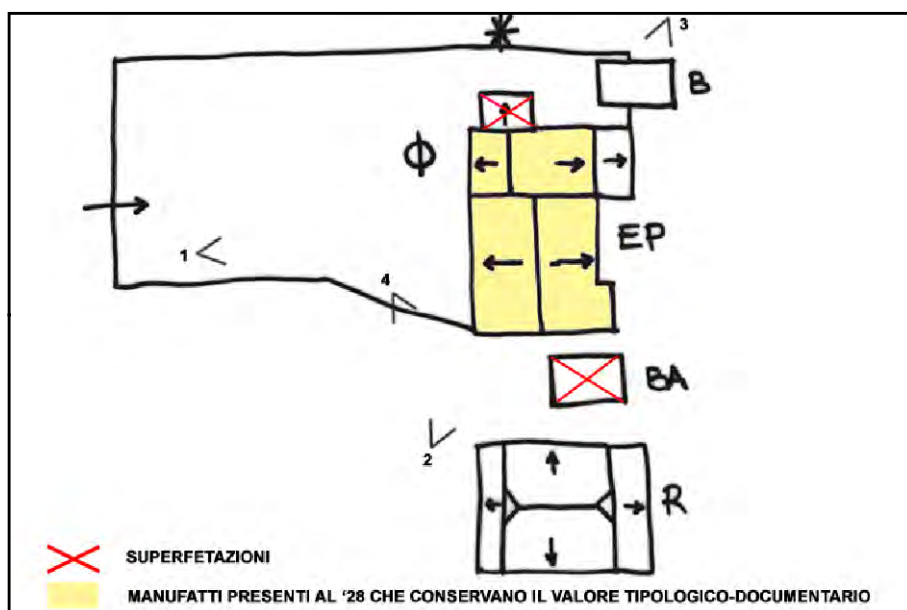 3
B
Φ
EP
1
4
BA
2
R
SUPERFETAZIONI
MANUFATTI PRESENTI AL '28 CHE CONSERVANO IL VALORE TIPOLOGICO-DOCUMENTARIO